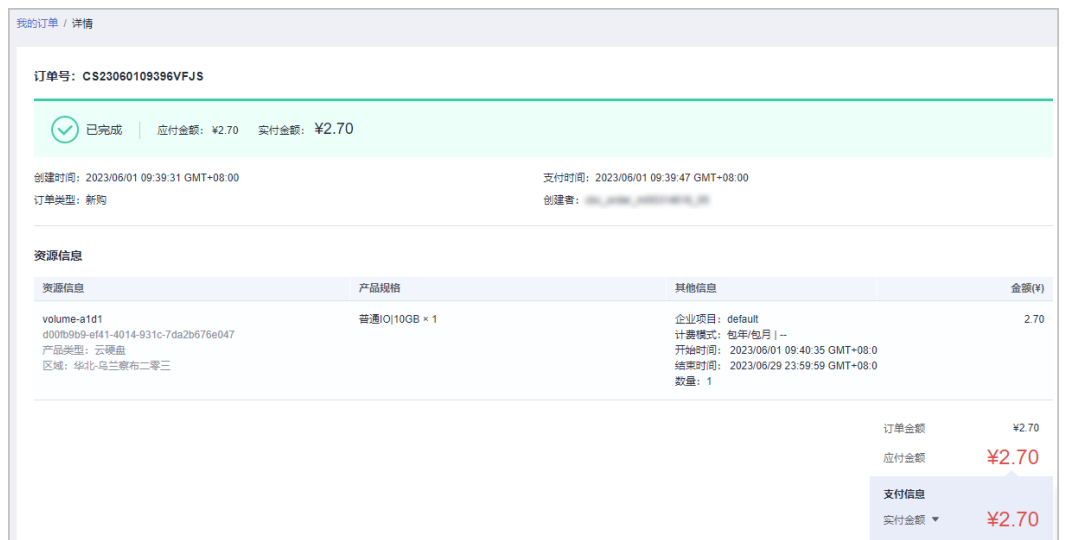 我的订单 / 详情
订单号：CS23060109396VFJS
已完成 应付金额：¥2.70 实付金额：¥2.70
创建时间：2023/06/01 09:39:31 GMT+08:00 支付时间：2023/06/01 09:39:47 GMT+08:00
订单类型：新购 创建者：
资源信息
资源信息 产品规格 其他信息 金额(¥)
volume-a1d1 普通IO|10GB × 1 企业项目：default 2.70
d00fb9b9-ef41-4014-931c-7da2b676e047 计费模式：包年/包月 | --
产品类型：云硬盘 开始时间： 2023/06/01 09:40:35 GMT+08:0
区域：华北-乌兰察布二零三 结束时间： 2023/06/29 23:59:59 GMT+08:0
数量：1
订单金额 ¥2.70
应付金额 ¥2.70
支付信息
实付金额 ¥2.70